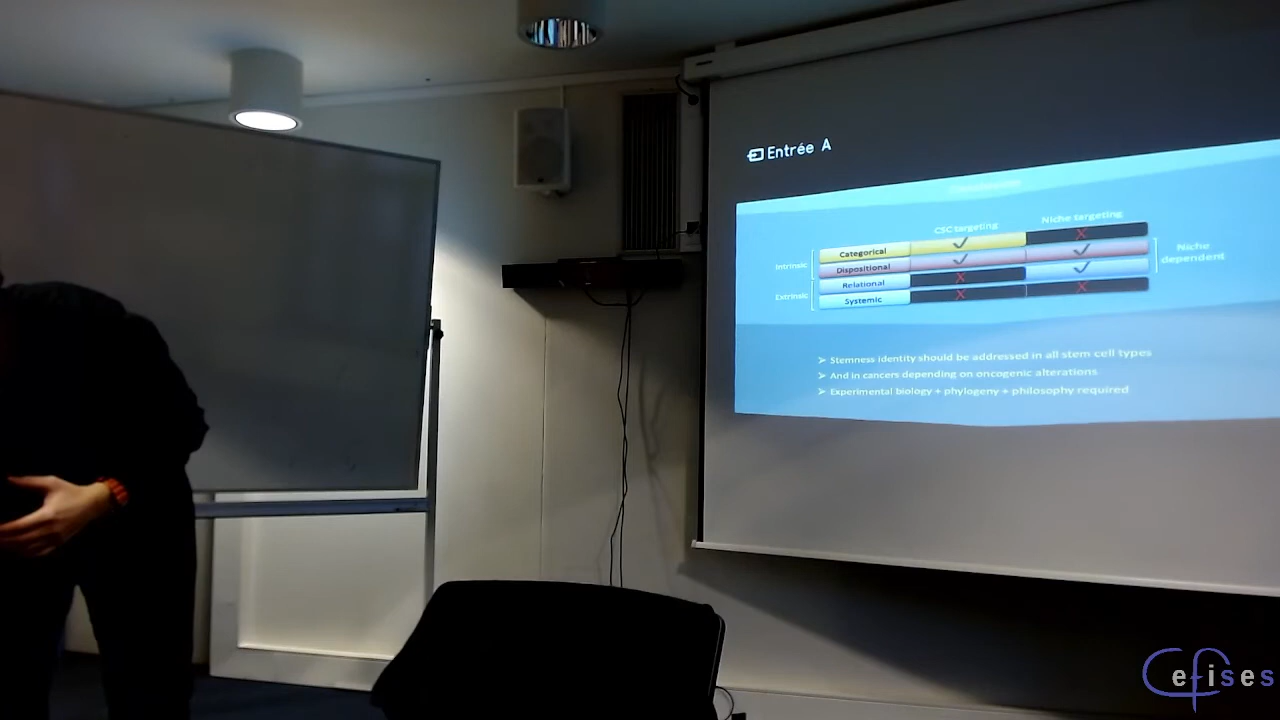 Entrée A
CSC targeting
Niche targeting
Intrinsic
Categorical
Dispositional
Niche
dependent
Extrinsic
Relational
Systemic
➢ Stemness identity should be addressed in all stem cell types
➢ And in cancers depending on oncogenic alterations
➢ Experimental biology + phylogeny + philosophy required
Cefises